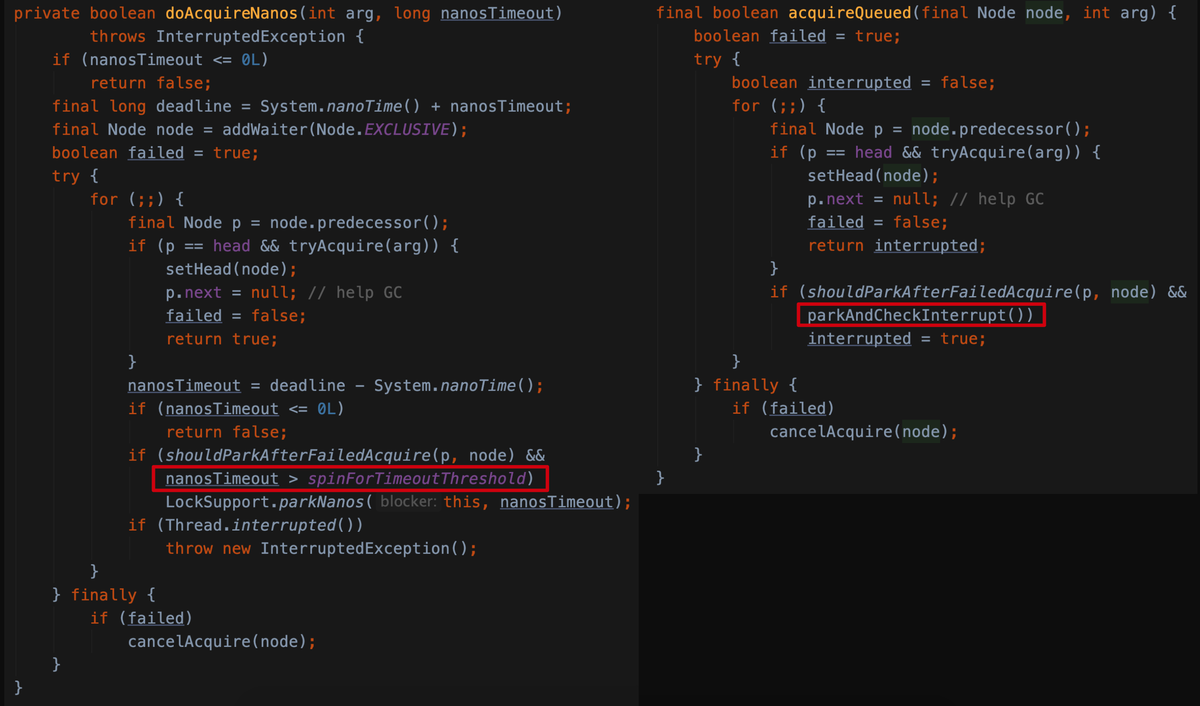 private boolean doAcquireNanos(int arg, long nanosTimeout)
        throws InterruptedException {
    if (nanosTimeout <= 0L)
        return false;
    final long deadline = System.nanoTime() + nanosTimeout;
    final Node node = addWaiter(Node.EXCLUSIVE);
    boolean failed = true;
    try {
        for (;;) {
            final Node p = node.predecessor();
            if (p == head && tryAcquire(arg)) {
                setHead(node);
                p.next = null; // help GC
                failed = false;
                return true;
            }
            nanosTimeout = deadline - System.nanoTime();
            if (nanosTimeout <= 0L)
                return false;
            if (shouldParkAfterFailedAcquire(p, node) &&
                nanosTimeout > spinForTimeoutThreshold)
                LockSupport.parkNanos( blocker: this, nanosTimeout);
            if (Thread.interrupted())
                throw new InterruptedException();
        }
    } finally {
        if (failed)
            cancelAcquire(node);
    }
}
final boolean acquireQueued(final Node node, int arg) {
    boolean failed = true;
    try {
        boolean interrupted = false;
        for (;;) {
            final Node p = node.predecessor();
            if (p == head && tryAcquire(arg)) {
                setHead(node);
                p.next = null; // help GC
                failed = false;
                return interrupted;
            }
            if (shouldParkAfterFailedAcquire(p, node) &&
                parkAndCheckInterrupt())
                interrupted = true;
        }
    } finally {
        if (failed)
            cancelAcquire(node);
    }
}